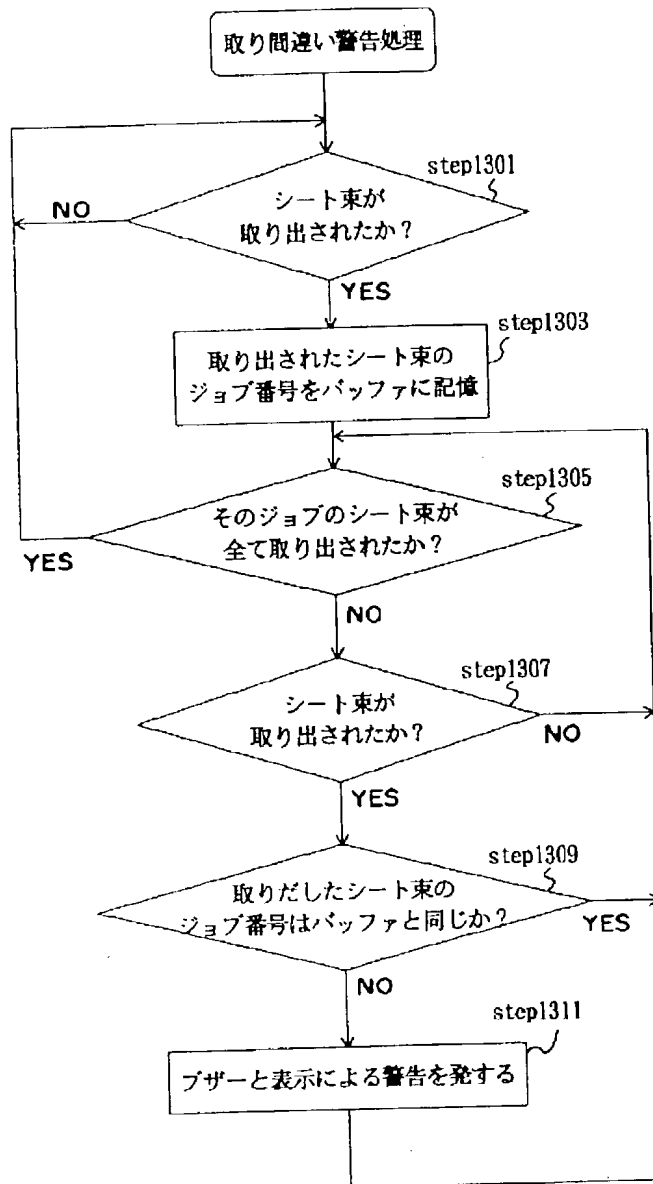 取り間違い警告処理
step1301
シート束が
取り出されたか?
NO
YES
step1303
取り出されたシート束の
ジョブ番号をバッファに記憶
step1305
そのジョブのシート束が
全て取り出されたか?
YES
NO
step1307
シート束が
取り出されたか?
NO
YES
step1309
取りだしたシート束の
ジョブ番号はバッファと同じか?
YES
NO
step1311
ブザーと表示による警告を発する